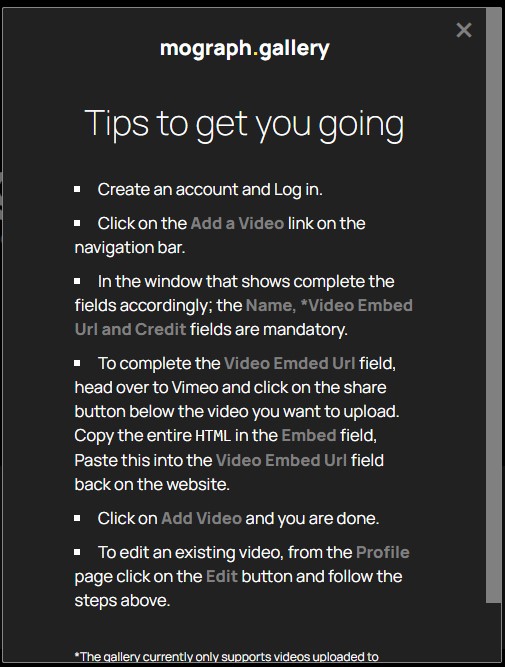 mograph.gallery
Tips to get you going
Create an account and Log in.
Click on the Add a Video link on the
navigation bar.
In the window that shows complete the
fields accordingly; the Name, *Video Embed
Url and Credit fields are mandatory.
To complete the Video Emded Url field,
head over to Vimeo and click on the share
button below the video you want to upload.
Copy the entire HTML in the Embed field,
Paste this into the Video Embed Url field
back on the website.
Click on Add Video and you are done.
To edit an existing video, from the Profile
page click on the Edit button and follow the
steps above.
*The gallery currently only supports videos uploaded to